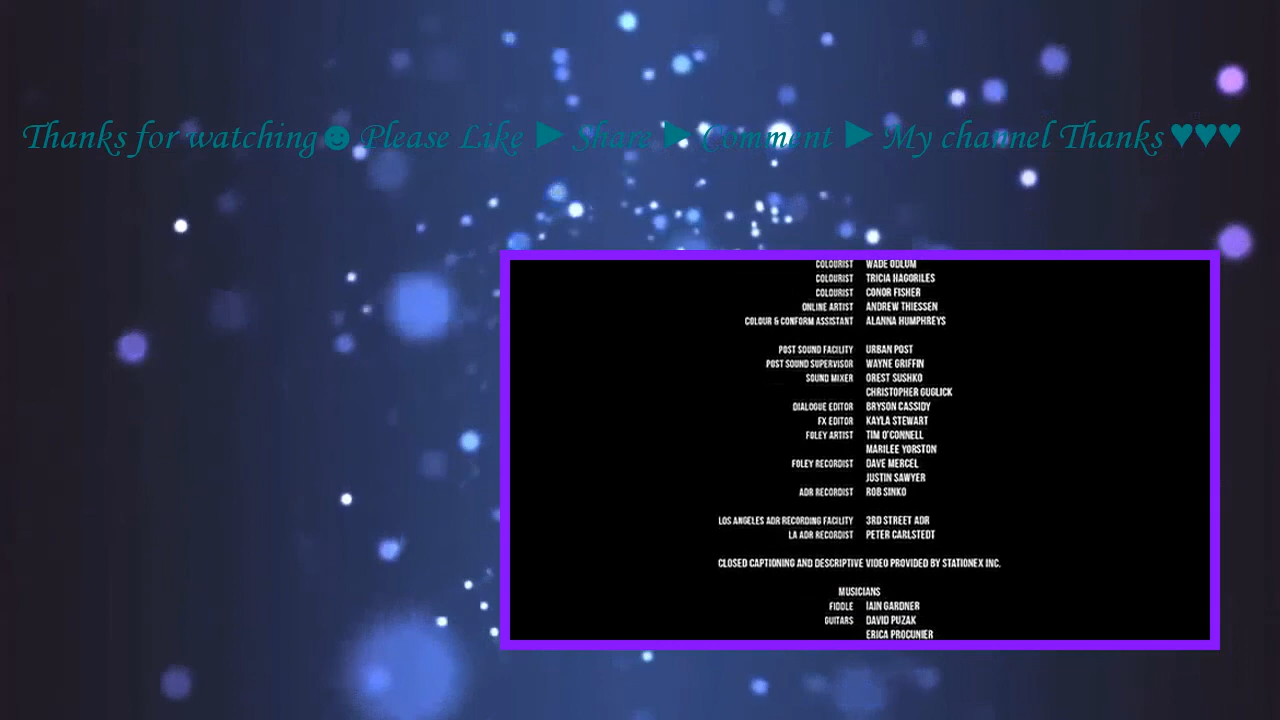 Thanks for watching☻Please Like ► Share ► Comment ► My channel Thanks ♥♥♥
COLOURIST WADE ODLUM
COLOURIST TRICIA HAGORILES
COLOURIST CONOR FISHER
ONLINE ARTIST ANDREW THIESSEN
COLOUR & CONFORM ASSISTANT ALANNA HUMPHREYS
POST SOUND FACILITY URBAN POST
POST SOUND SUPERVISOR WAYNE GRIFFIN
SOUND MIXER OREST SUSHKO
CHRISTOPHER GUGLICK
DIALOGUE EDITOR BRYSON CASSIDY
FX EDITOR KAYLA STEWART
FOLEY ARTIST TIM O'CONNELL
MARILEE YORSTON
FOLEY RECORDIST DAVE MERCEL
JUSTIN SAWYER
ADR RECORDIST ROB SINKO
LOS ANGELES ADR RECORDING FACILITY 3RD STREET ADR
LA ADR RECORDIST PETER CARLSTEDT
CLOSED CAPTIONING AND DESCRIPTIVE VIDEO PROVIDED BY STATIONEX INC.
MUSICIANS
FIDDLE IAIN GARDNER
GUITARS DAVID PUZAK
ERICA PROCUNIER